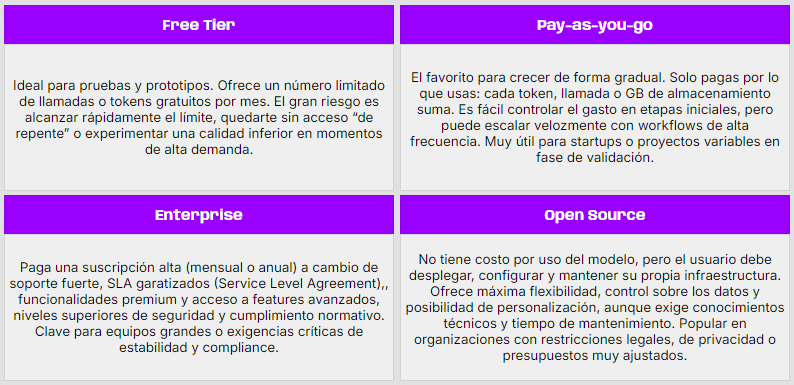 Free Tier
Ideal para pruebas y prototipos. Ofrece un número limitado
de llamadas o tokens gratuitos por mes. El gran riesgo es
alcanzar rápidamente el límite, quedarte sin acceso “de
repente” o experimentar una calidad inferior en momentos
de alta demanda.
Pay-as-you-go
El favorito para crecer de forma gradual. Solo pagas por lo
que usas: cada token, llamada o GB de almacenamiento
suma. Es fácil controlar el gasto en etapas iniciales, pero
puede escalar velozmente con workflows de alta
frecuencia. Muy útil para startups o proyectos variables en
fase de validación.
Enterprise
Paga una suscripción alta (mensual o anual) a cambio de
soporte fuerte, SLA garatizados (Service Level Agreement),,
funcionalidades premium y acceso a features avanzados,
niveles superiores de seguridad y cumplimiento normativo.
Clave para equipos grandes o exigencias críticas de
estabilidad y compliance.
Open Source
No tiene costo por uso del modelo, pero el usuario debe
desplegar, configurar y mantener su propia infraestructura.
Ofrece máxima flexibilidad, control sobre los datos y
posibilidad de personalización, aunque exige conocimientos
técnicos y tiempo de mantenimiento. Popular en
organizaciones con restricciones legales, de privacidad o
presupuestos muy ajustados.